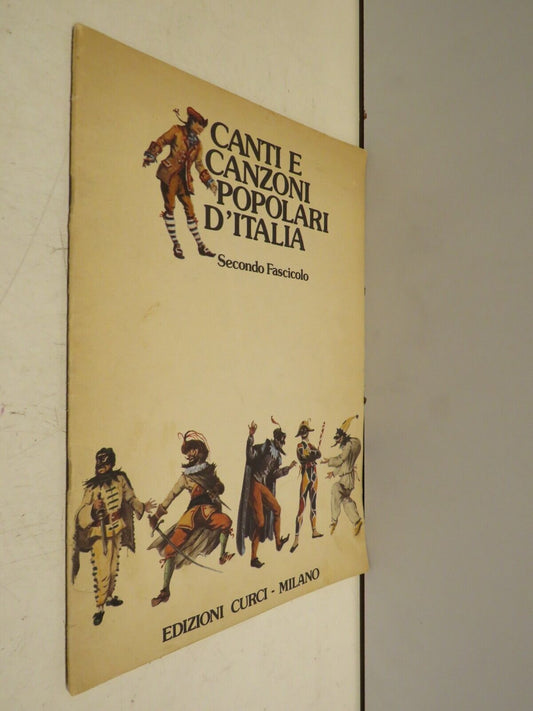 CANTI E
CANZONI
POPOLARI
D'ITALIA
Secondo Fascicolo
EDIZIONI CURCI - MILANO